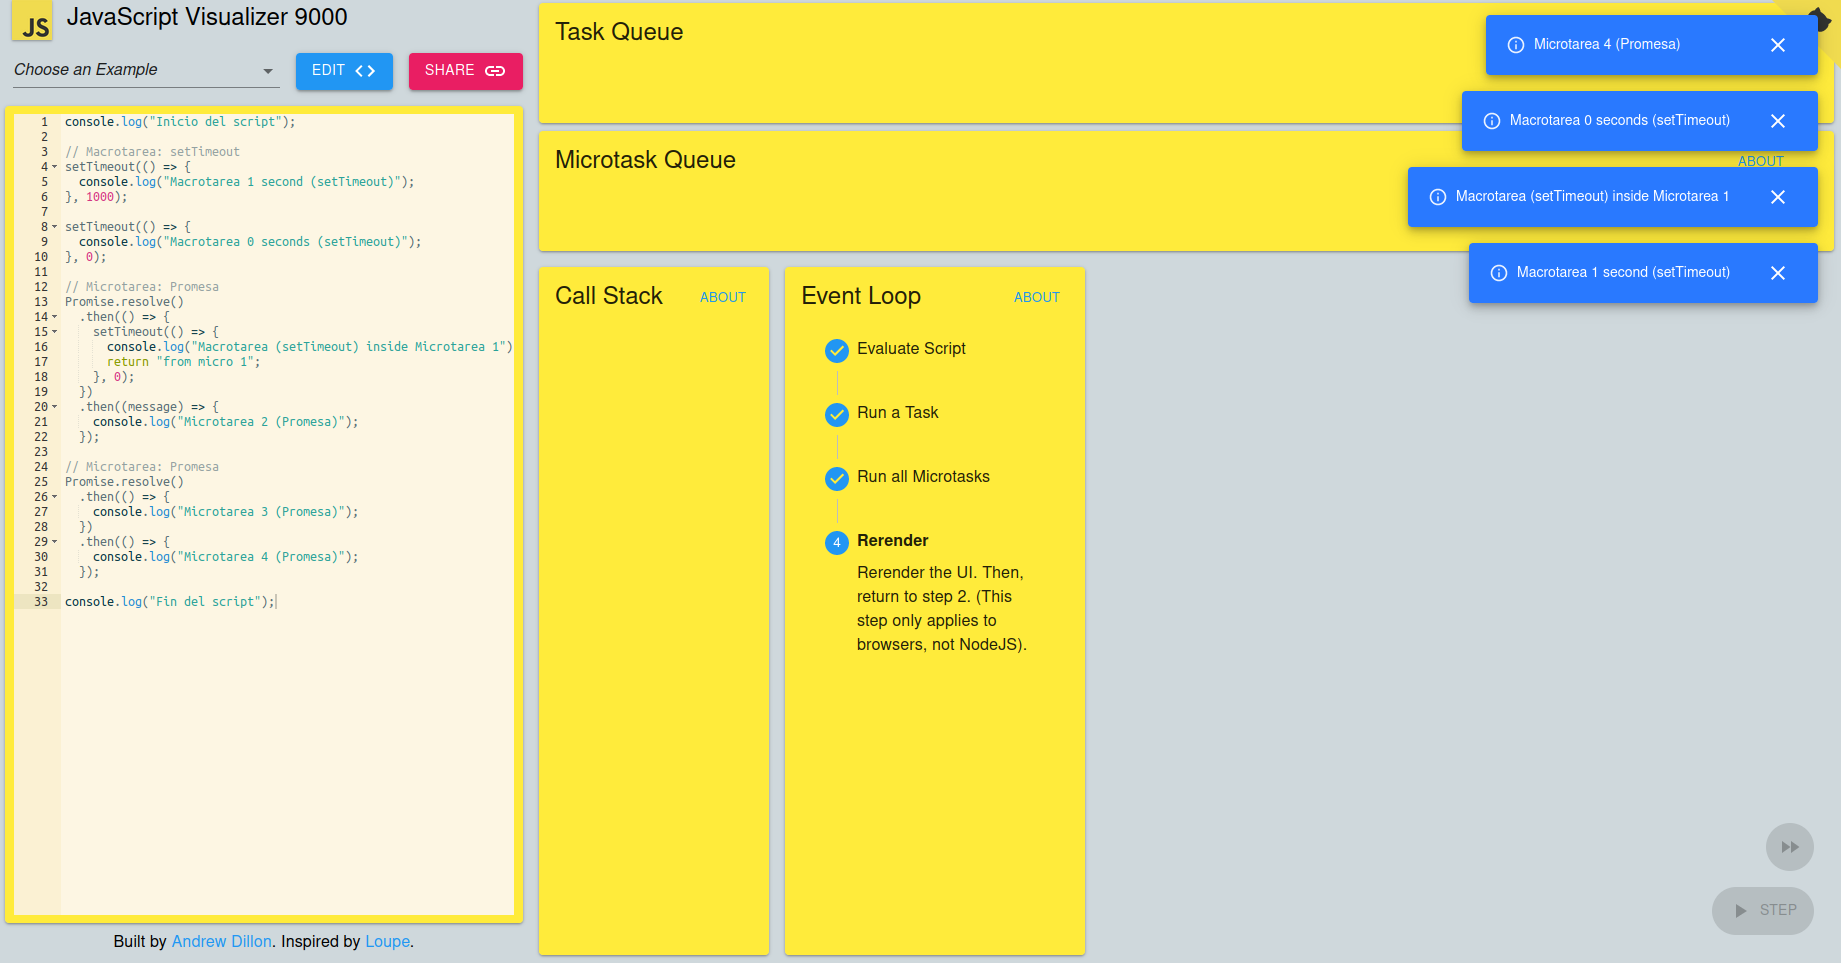 JS
JavaScript Visualizer 9000
Choose an Example
EDIT
SHARE
1 console.log("Inicio del script");
2
3 // Macrotarea: setTimeout
4 setTimeout(() => {
5 console.log("Macrotarea 1 second (setTimeout)");
6 }, 1000);
7
8 setTimeout(() => {
9 console.log("Macrotarea 0 seconds (setTimeout)");
10 }, 0);
11
12 // Microtarea: Promesa
13 Promise.resolve()
14 .then(() => {
15 setTimeout(() => {
16 console.log("Macrotarea (setTimeout) inside Microtarea 1")
17 return "from micro 1";
18 }, 0);
19 })
20 .then((message) => {
21 console.log("Microtarea 2 (Promesa)");
22 });
23
24 // Microtarea: Promesa
25 Promise.resolve()
26 .then(() => {
27 console.log("Microtarea 3 (Promesa)");
28 })
29 .then(() => {
30 console.log("Microtarea 4 (Promesa)");
31 });
32
33 console.log("Fin del script");
Built by Andrew Dillon. Inspired by Loupe.
Task Queue
Microtask Queue
ABOUT
Microtarea 4 (Promesa)
Macrotarea 0 seconds (setTimeout)
Macrotarea (setTimeout) inside Microtarea 1
Macrotarea 1 second (setTimeout)
Call Stack
ABOUT
Event Loop
ABOUT
Evaluate Script
Run a Task
Run all Microtasks
4 Rerender
Rerender the UI. Then,
return to step 2. (This
step only applies to
browsers, not NodeJS).
STEP